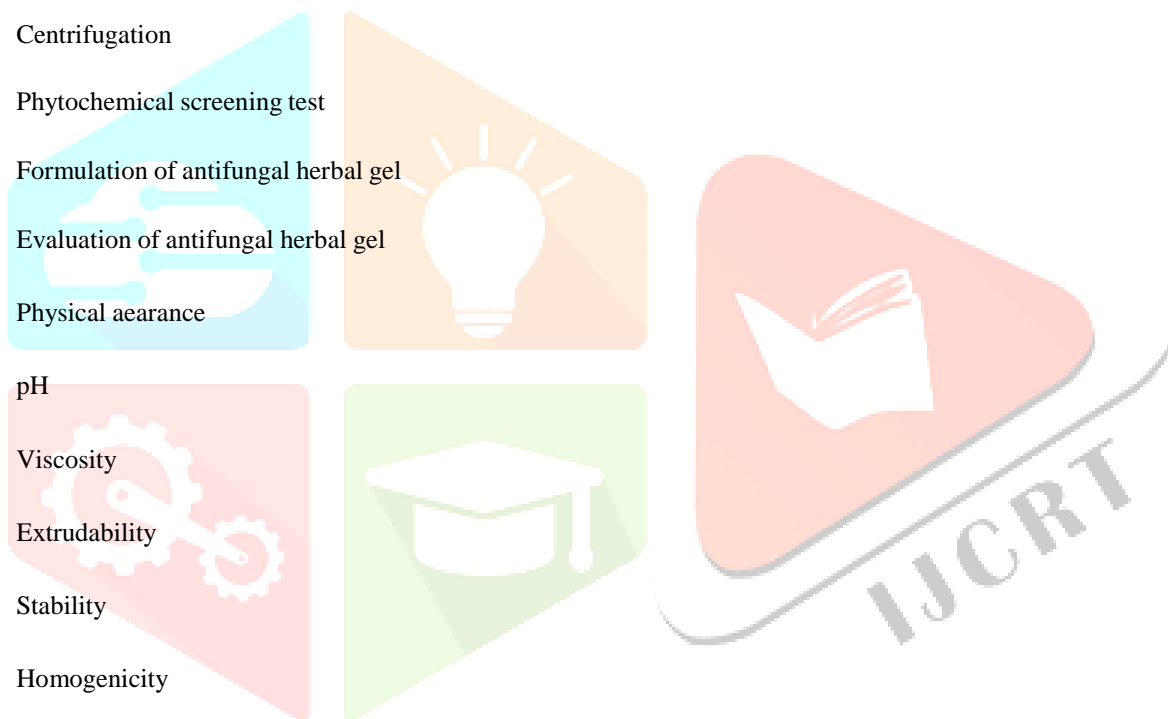 Centrifugation
Phytochemical screening test
Formulation of antifungal herbal gel
Evaluation of antifungal herbal gel
Physical aearance
pH
Viscosity
Extrudability
Stability
Homogenicity
IJCRT